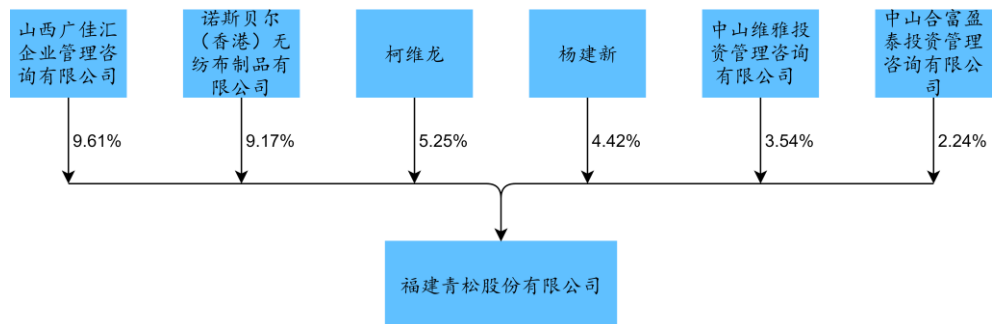 山西广佳汇
企业管理咨
询有限公司
诺斯贝尔
（香港）无
纺布制品有
限公司
柯维龙
杨建新
中山维雅投
资管理咨询
有限公司
中山合富盈
泰投资管理
咨询有限公
司
9.61%
9.17%
5.25%
4.42%
3.54%
2.24%
福建青松股份有限公司